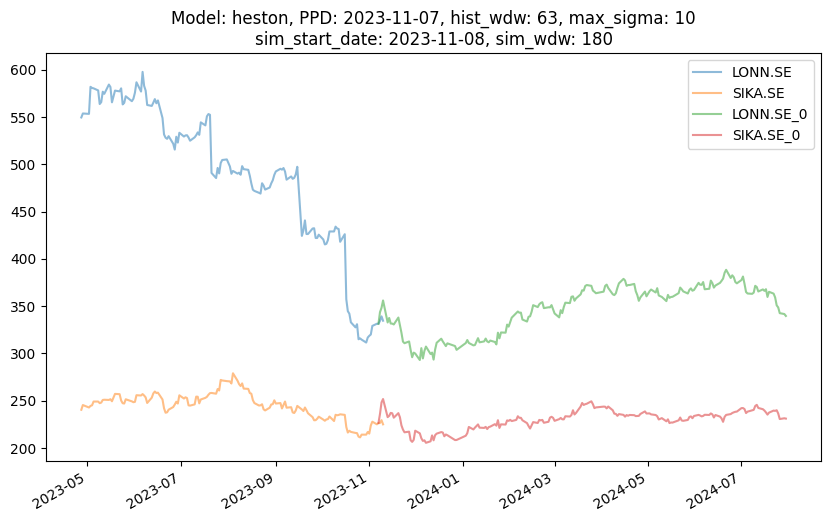 Model: heston, PPD: 2023-11-07, hist_wdw: 63, max_sigma: 10
sim_start_date: 2023-11-08, sim_wdw: 180
LONN.SE
SIKA.SE
LONN.SE_0
SIKA.SE_0
600
550
500
450
400
350
300
250
200
2023-05
2023-07
2023-09
2023-11
2024-01
2024-03
2024-05
2024-07